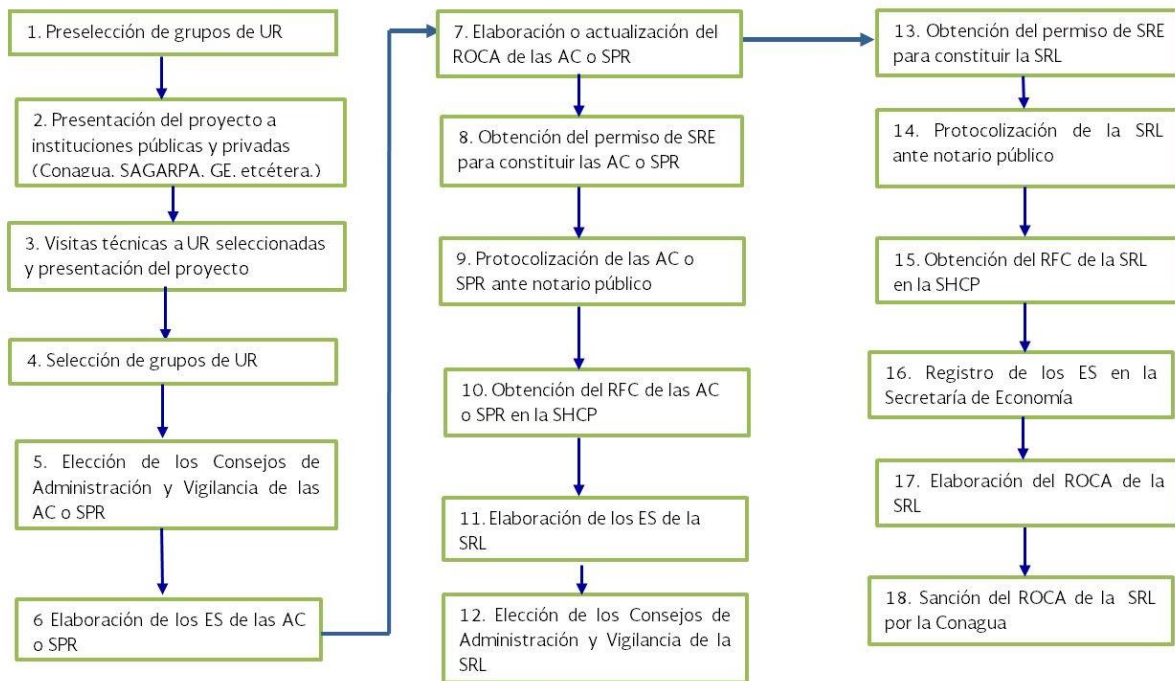 1. Preselección de grupos de UR
2. Presentación del proyecto a
instituciones públicas y privadas
(Conagua, SAGARPA, GE, etcétera.)
3. Visitas técnicas a UR seleccionadas
y presentación del proyecto
4. Selección de grupos de UR
5. Elección de los Consejos de
Administración y Vigilancia de las
AC o SPR
6 Elaboración de los ES de las AC
o SPR
7. Elaboración o actualización del
ROCA de las AC o SPR
8. Obtención del permiso de SRE
para constituir las AC o SPR
9. Protocolización de las AC o
SPR ante notario público
10. Obtención del RFC de las AC
o SPR en la SHCP
11. Elaboración de los ES de la
SRL
12. Elección de los Consejos de
Administración y Vigilancia de la
SRL
13. Obtención del permiso de SRE
para constituir la SRL
14. Protocolización de la SRL
ante notario público
15. Obtención del RFC de la SRL
en la SHCP
16. Registro de los ES en la
Secretaría de Economía
17. Elaboración del ROCA de la
SRL
18. Sanción del ROCA de la SRL
por la Conagua